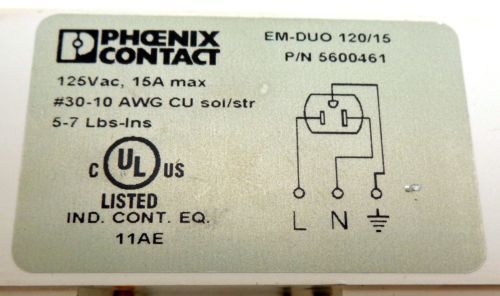 PHŒNIX
CONTACT
EM-DUO 120/15
P/N 5600461
125Vac, 15A max
#30-10 AWG CU sol/str
5-7 Lbs-Ins
C UL US
LISTED
IND. CONT. EQ.
11AE
L N